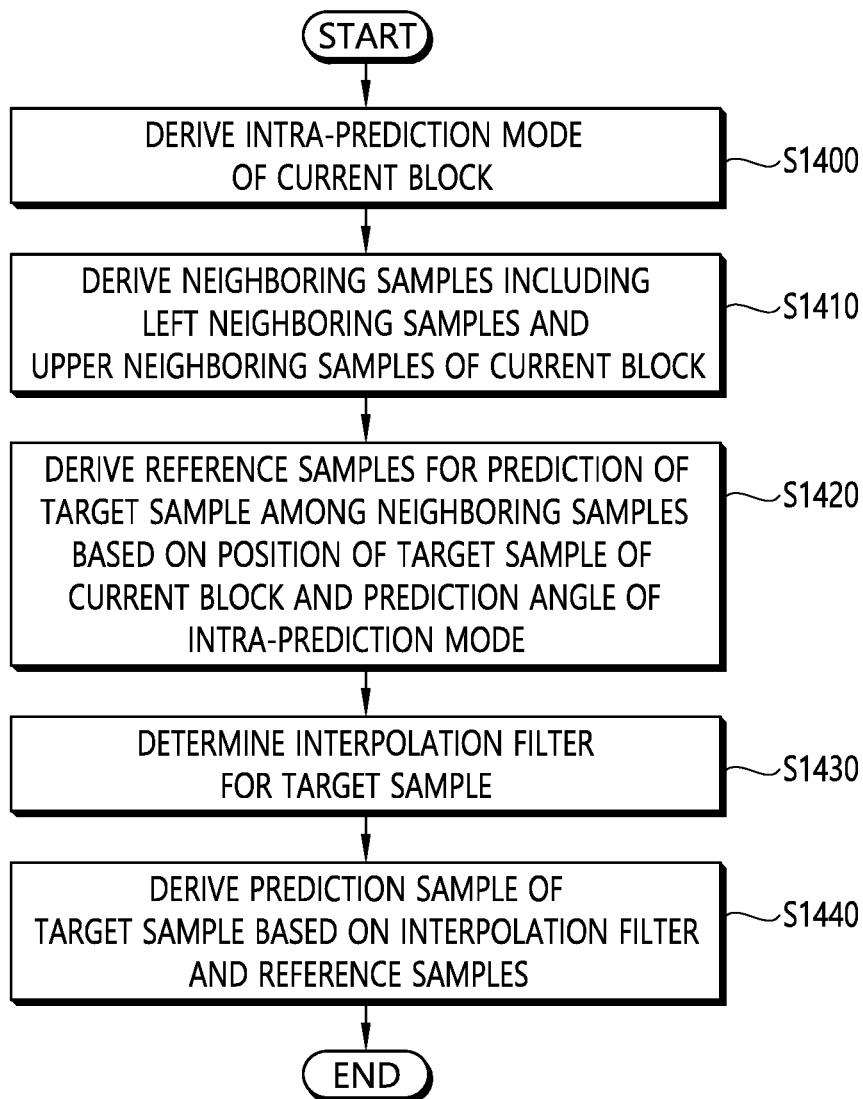 START
DERIVE INTRA-PREDICTION MODE
OF CURRENT BLOCK
S1400
DERIVE NEIGHBORING SAMPLES INCLUDING
LEFT NEIGHBORING SAMPLES AND
UPPER NEIGHBORING SAMPLES OF CURRENT BLOCK
S1410
DERIVE REFERENCE SAMPLES FOR PREDICTION OF
TARGET SAMPLE AMONG NEIGHBORING SAMPLES
BASED ON POSITION OF TARGET SAMPLE OF
CURRENT BLOCK AND PREDICTION ANGLE OF
INTRA-PREDICTION MODE
S1420
DETERMINE INTERPOLATION FILTER
FOR TARGET SAMPLE
S1430
DERIVE PREDICTION SAMPLE OF
TARGET SAMPLE BASED ON INTERPOLATION FILTER
AND REFERENCE SAMPLES
S1440
END